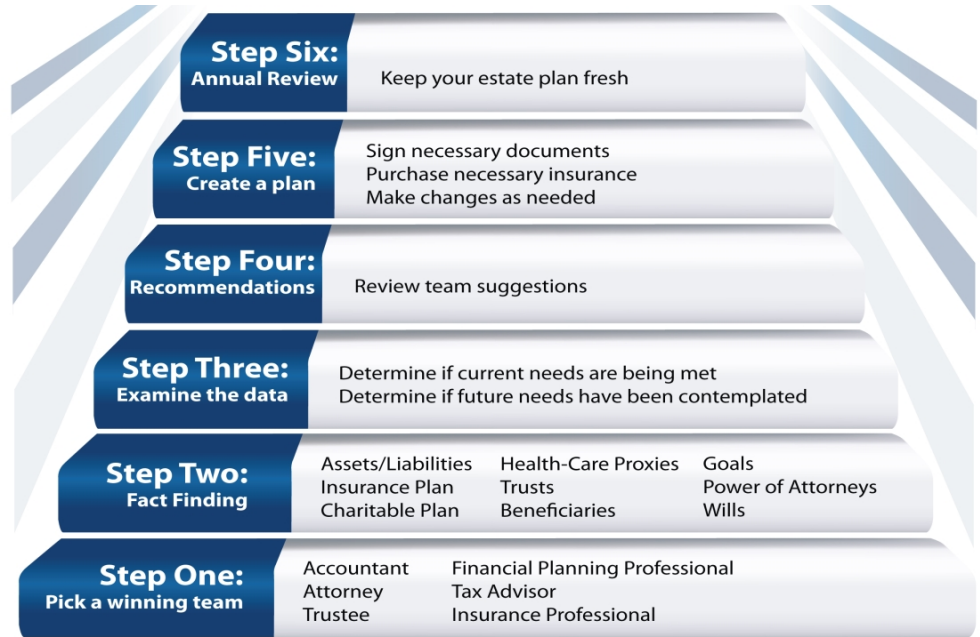 Step Six:
Annual Review
Keep your estate plan fresh
Step Five:
Create a plan
Sign necessary documents
Purchase necessary insurance
Make changes as needed
Step Four:
Recommendations
Review team suggestions
Step Three:
Examine the data
Determine if current needs are being met
Determine if future needs have been contemplated
Step Two:
Fact Finding
Assets/Liabilities Health-Care Proxies Goals
Insurance Plan Trusts Power of Attorneys
Charitable Plan Beneficiaries Wills
Step One:
Pick a winning team
Accountant Financial Planning Professional
Attorney Tax Advisor
Trustee Insurance Professional